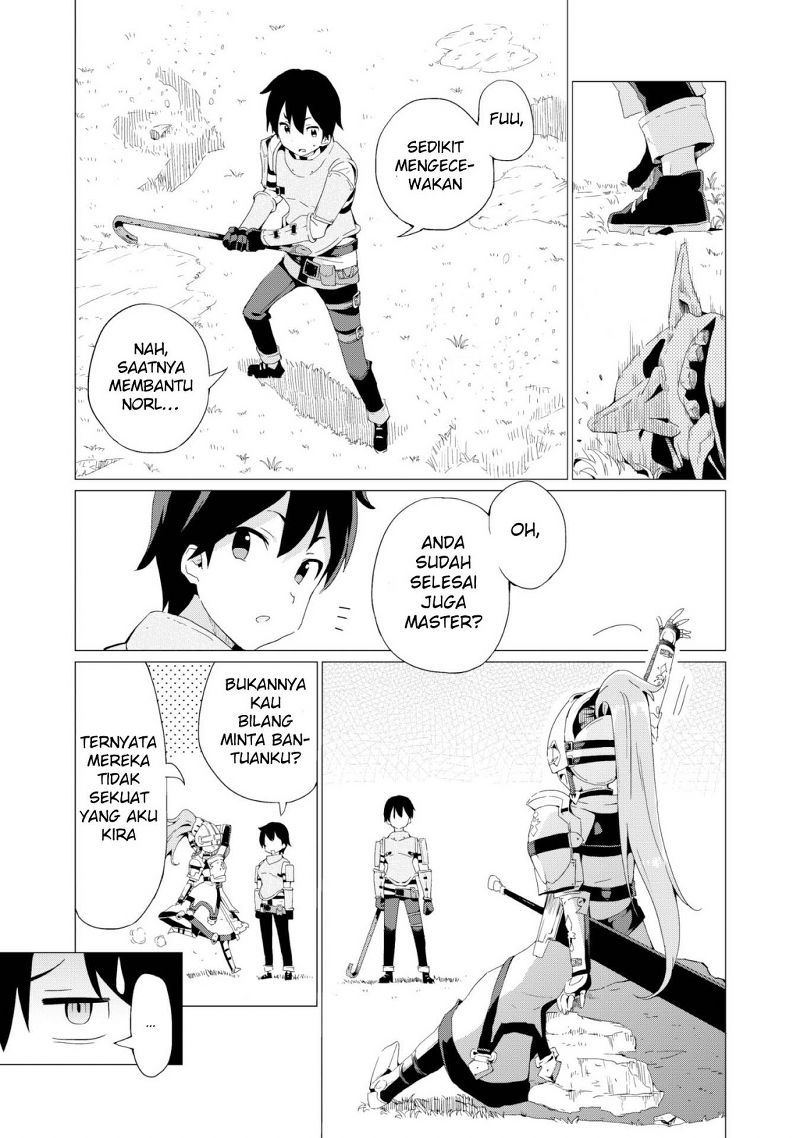 FUU,
SEDIKIT
MENGECE-
WAKAN
NAH,
SAATNYA
MEMBANTU
NORL...
OH,
ANDA
SUDAH
SELESAI
JUGA
MASTER?
BUKANNYA
KAU
BILANG
MINTA BAN-
TUANKU?
TERNYATA
MEREKA
TIDAK
SEKUAT
YANG AKU
KIRA
...